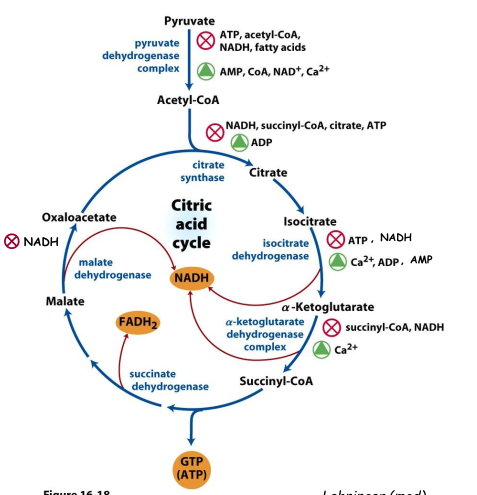 Pyruvate
ATP, acetyl-CoA,
NADH, fatty acids
pyruvate
dehydrogenase
complex
AMP, CoA, NAD⁺, Ca²⁺
Acetyl-CoA
NADH, succinyl-CoA, citrate, ATP
ADP
citrate
synthase
Citrate
Citric
acid
cycle
Oxaloacetate
Isocitrate
NADH
ATP, NADH
isocitrate
dehydrogenase
Ca²⁺, ADP, AMP
malate
dehydrogenase
NADH
Malate
α-Ketoglutarate
FADH₂
α-ketoglutarate
dehydrogenase
complex
succinyl-CoA, NADH
Ca²⁺
succinate
dehydrogenase
Succinyl-CoA
GTP
(ATP)
Figure 16-18